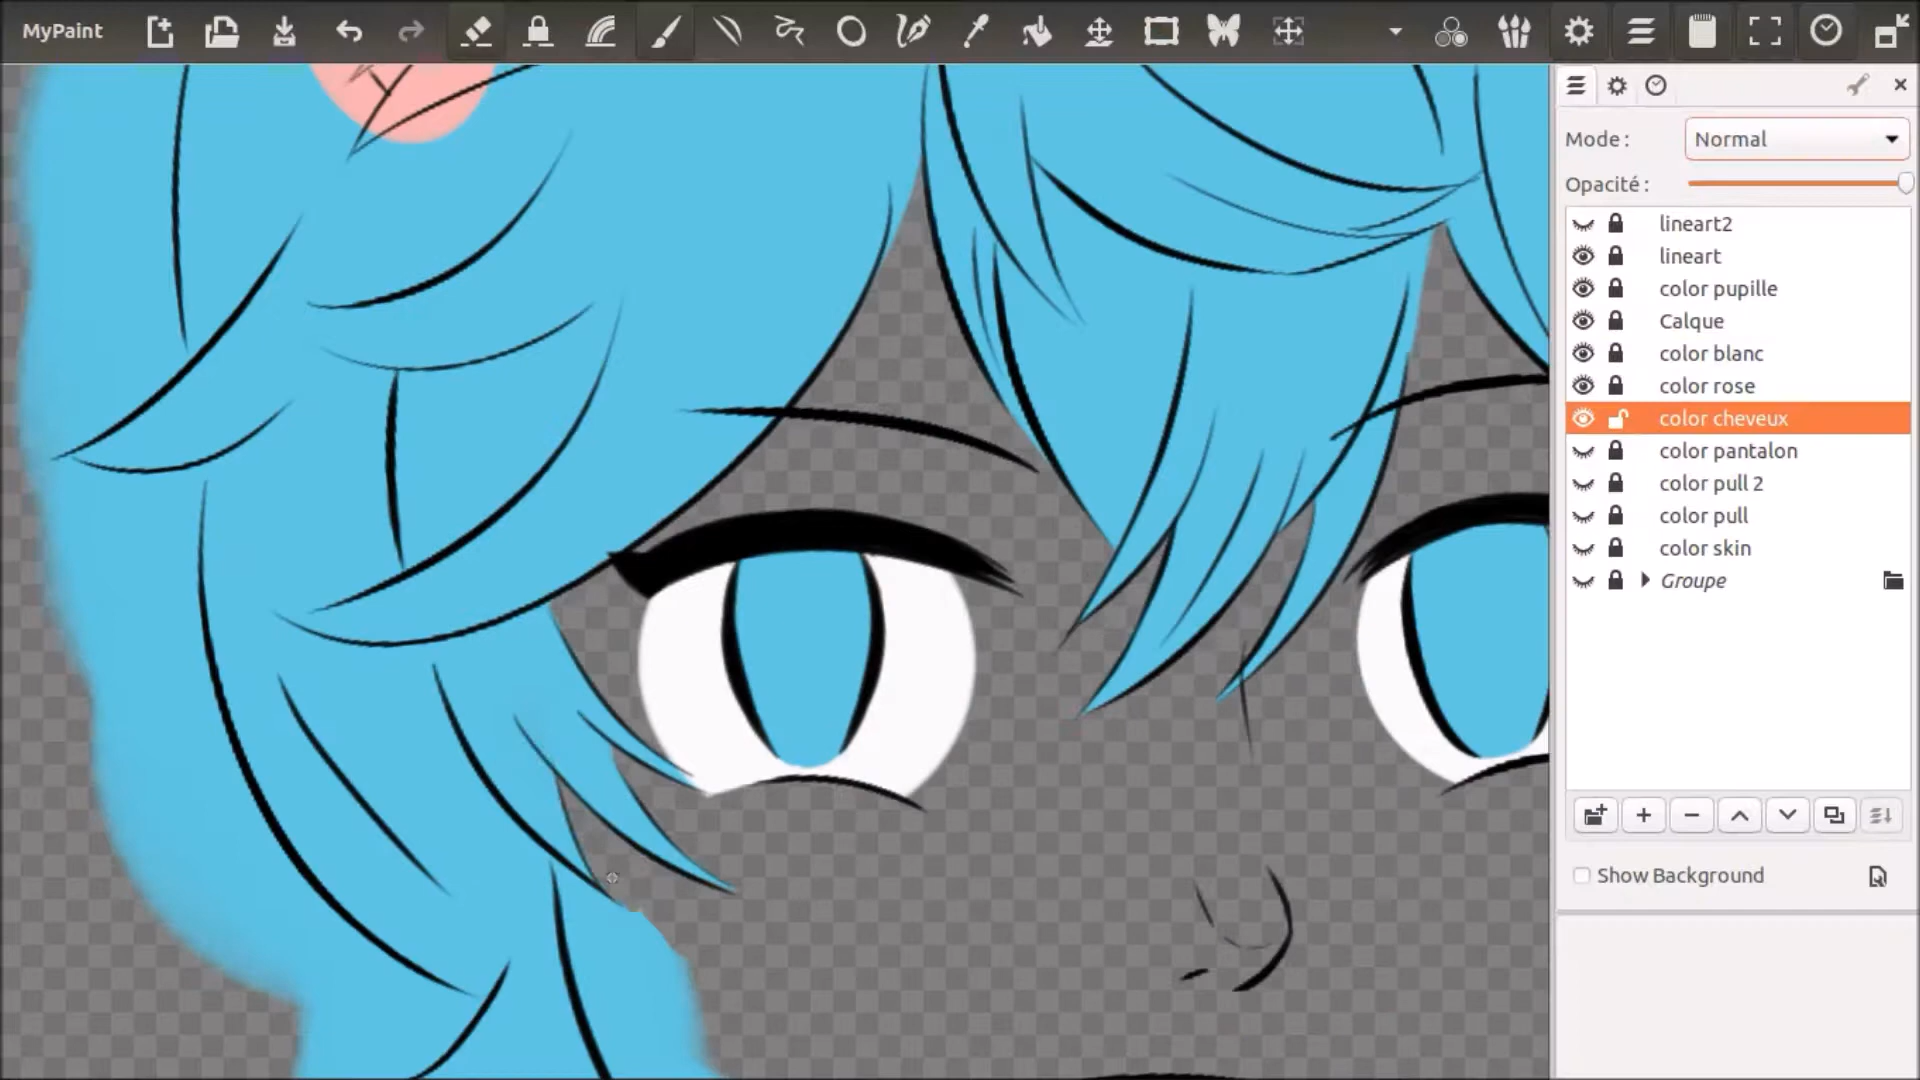 MyPaint
Mode :
Normal
Opacité :
lineart2
lineart
color pupille
Calque
color blanc
color rose
color cheveux
color pantalon
color pull 2
color pull
color skin
Groupe
Show Background